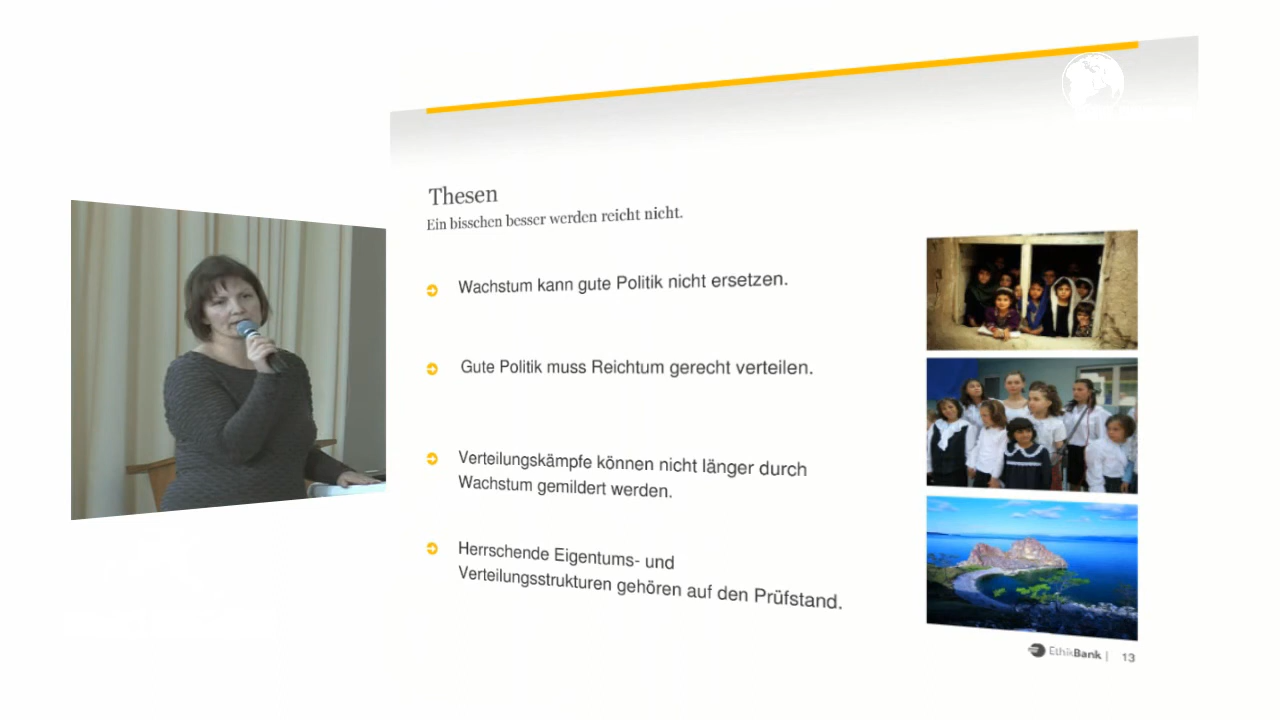 Thesen
Ein bisschen besser werden reicht nicht.
Wachstum kann gute Politik nicht ersetzen.
Gute Politik muss Reichtum gerecht verteilen.
Verteilungskämpfe können nicht länger durch
Wachstum gemildert werden.
Herrschende Eigentums- und
Verteilungsstrukturen gehören auf den Prüfstand.
EthikBank | 13